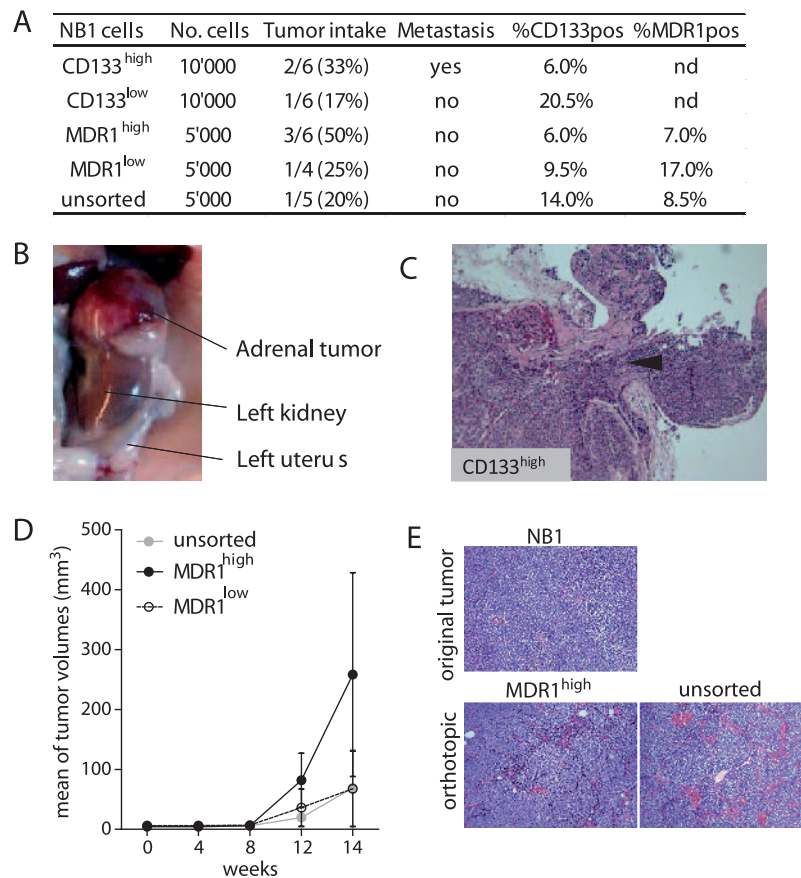 A
NB1 cells No. cells Tumor intake Metastasis %CD133pos %MDR1pos
CD133high 10'000 2/6 (33%) yes 6.0% nd
CD133low 10'000 1/6 (17%) no 20.5% nd
MDR1high 5'000 3/6 (50%) no 6.0% 7.0%
MDR1low 5'000 1/4 (25%) no 9.5% 17.0%
unsorted 5'000 1/5 (20%) no 14.0% 8.5%
B
Adrenal tumor
Left kidney
Left uteru s
C
CD133high
D
mean of tumor volumes (mm3)
500
400
300
200
100
0
unsorted
MDR1high
MDR1low
0 4 8 12 14
weeks
E
NB1
original tumor
MDR1high unsorted
orthotopic